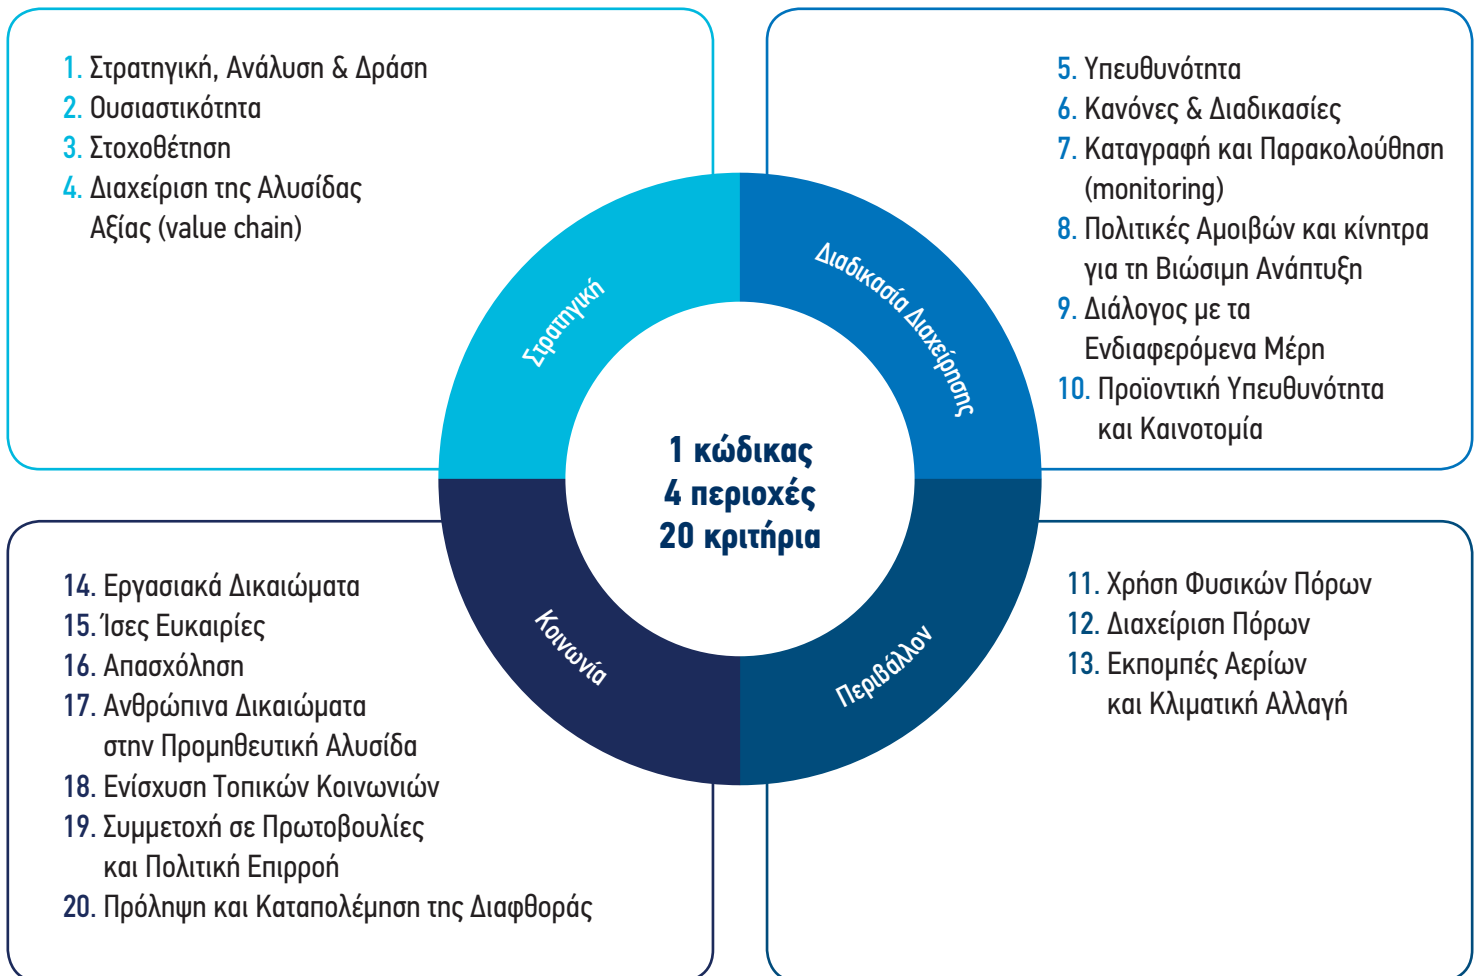 1. Στρατηγική, Ανάλυση & Δράση
2. Ουσιαστικότητα
3. Στοχοθέτηση
4. Διαχείριση της Αλυσίδας
Αξίας (value chain)
5. Υπευθυνότητα
6. Κανόνες & Διαδικασίες
7. Καταγραφή και Παρακολούθηση
(monitoring)
8. Πολιτικές Αμοιβών και κίνητρα
για τη Βιώσιμη Ανάπτυξη
9. Διάλογος με τα
Ενδιαφερόμενα Μέρη
10. Προϊοντική Υπευθυνότητα
και Καινοτομία
Στρατηγική
Διαδικασία Διαχείρησης
1 κώδικας
4 περιοχές
20 κριτήρια
Κοινωνία
Περιβάλλον
14. Εργασιακά Δικαιώματα
15. Ίσες Ευκαιρίες
16. Απασχόληση
17. Ανθρώπινα Δικαιώματα
στην Προμηθευτική Αλυσίδα
18. Ενίσχυση Τοπικών Κοινωνιών
19. Συμμετοχή σε Πρωτοβουλίες
και Πολιτική Επιρροή
20. Πρόληψη και Καταπολέμηση της Διαφθοράς
11. Χρήση Φυσικών Πόρων
12. Διαχείριση Πόρων
13. Εκπομπές Αερίων
και Κλιματική Αλλαγή